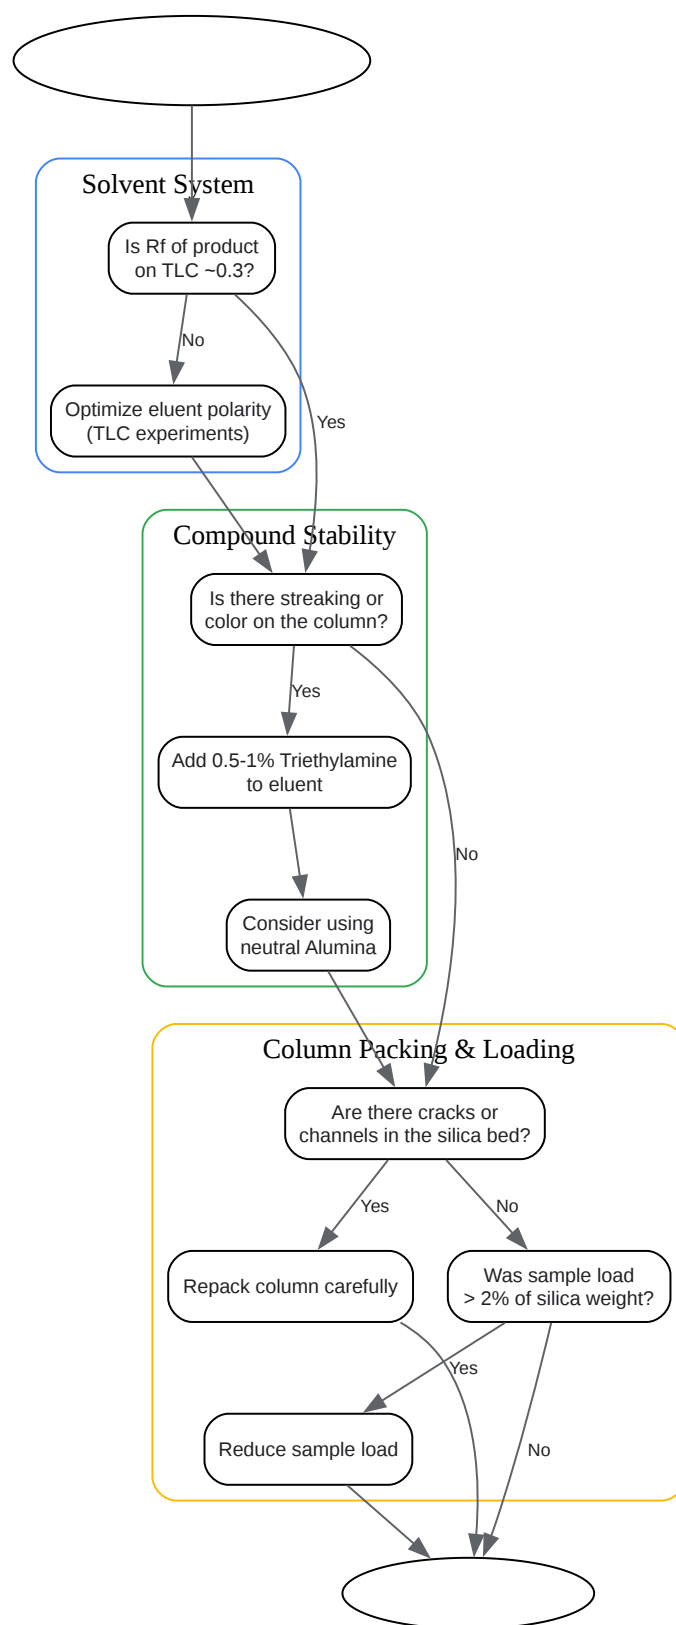 Solvent System
Is Rf of product
on TLC ~0.3?
No
Optimize eluent polarity
(TLC experiments)
Yes
Compound Stability
Is there streaking or
color on the column?
Yes
Add 0.5-1% Triethylamine
to eluent
No
Consider using
neutral Alumina
Column Packing & Loading
Are there cracks or
channels in the silica bed?
Yes
No
Repack column carefully
Was sample load
> 2% of silica weight?
Yes
Reduce sample load
No